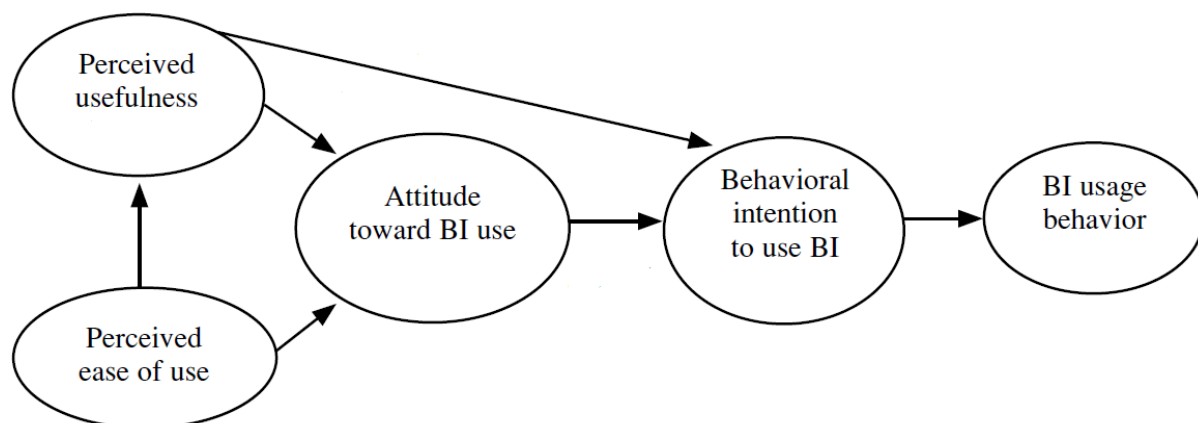 Perceived
usefulness
Attitude
toward BI use
Behavioral
intention
to use BI
BI usage
behavior
Perceived
ease of use